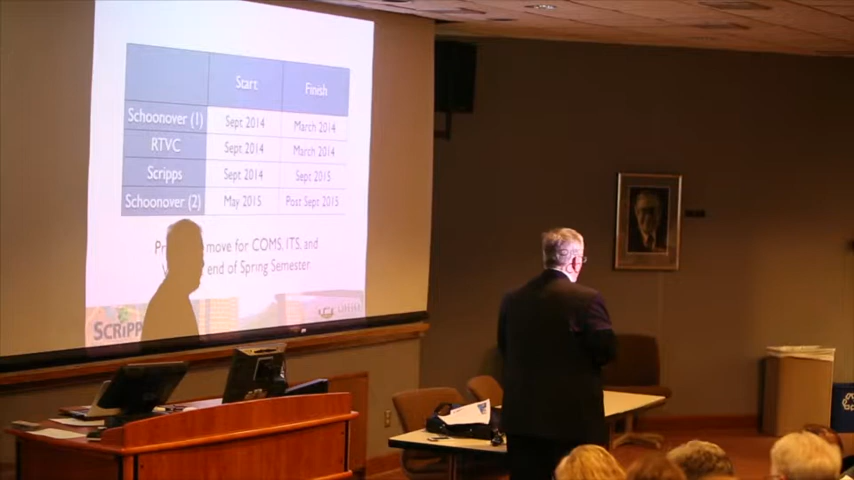 Start Finish
Schoonover (1) Sept 2014 March 2014
RTVC Sept 2014 March 2014
Scripps Sept 2014 Sept 2015
Schoonover (2) May 2015 Post Sept 2015
move for COMS, ITS, and
end of Spring Semester
SCRIPP